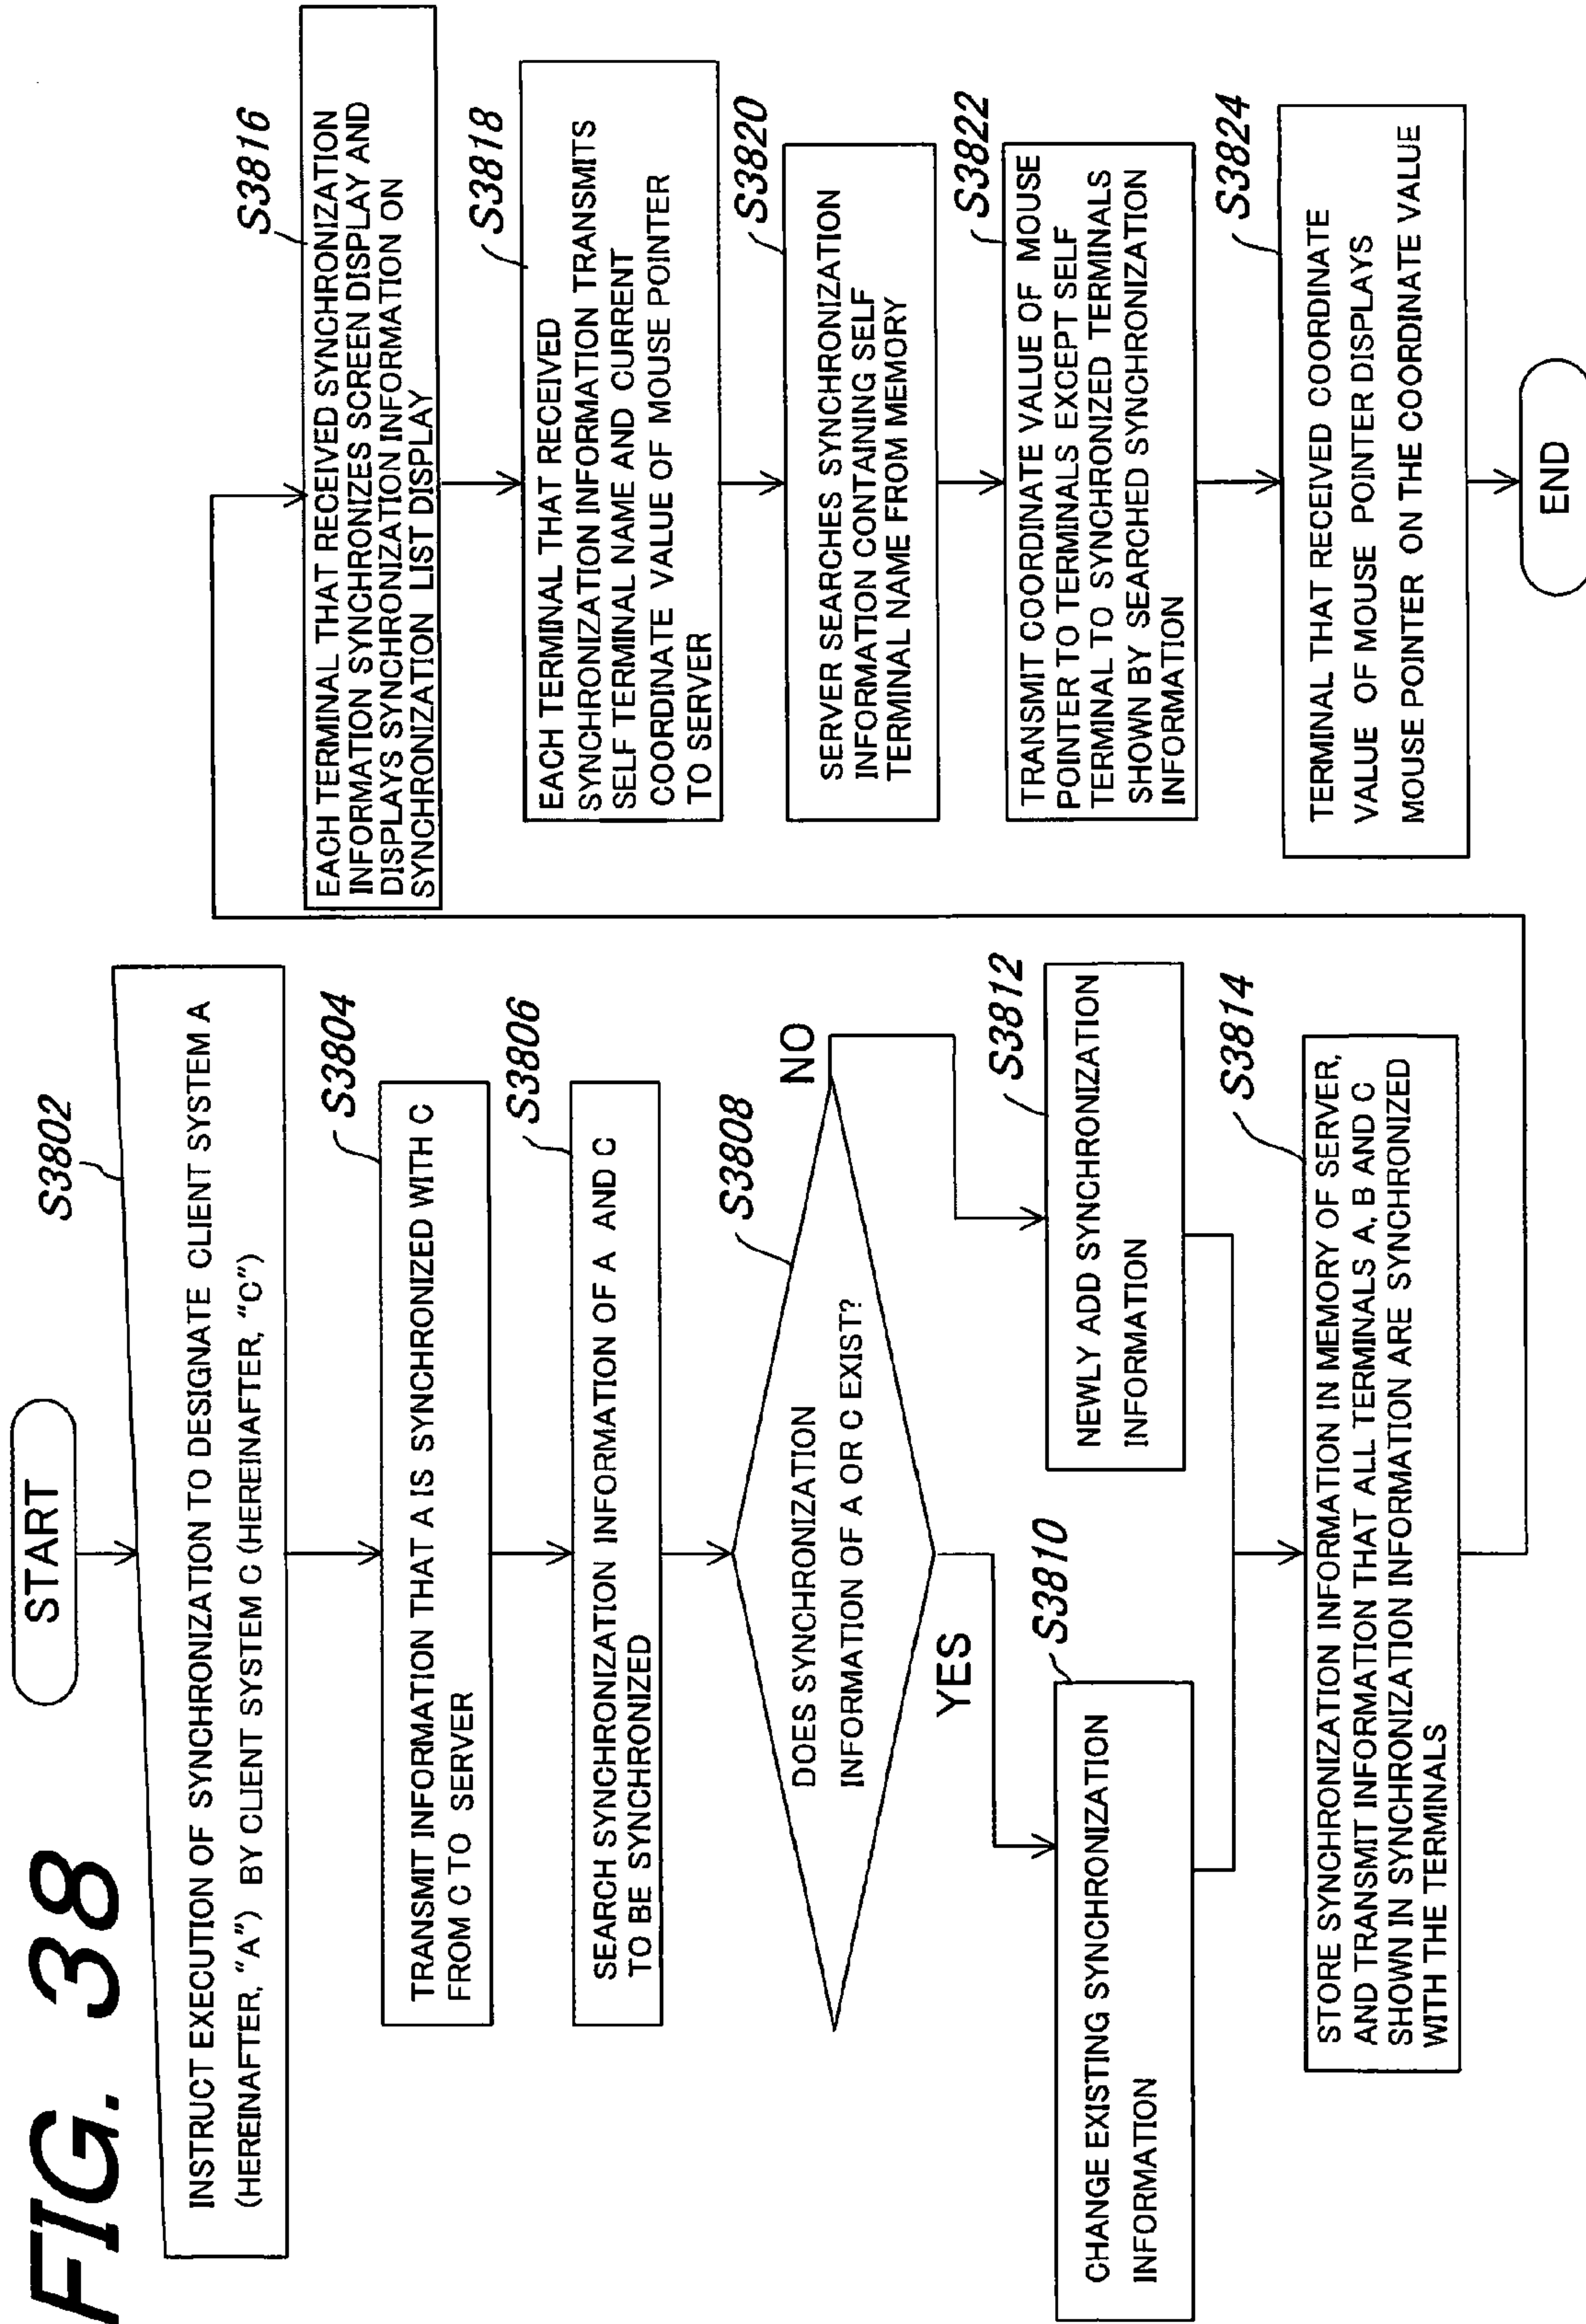 FIG. 38
START
S3802
INSTRUCT EXECUTION OF SYNCHRONIZATION TO DESIGNATE CLIENT SYSTEM A
(HEREINAFTER, "A") BY CLIENT SYSTEM C (HEREINAFTER, "C")
S3804
TRANSMIT INFORMATION THAT A IS SYNCHRONIZED WITH C
FROM C TO SERVER
S3806
SEARCH SYNCHRONIZATION INFORMATION OF A AND C
TO BE SYNCHRONIZED
S3808
DOES SYNCHRONIZATION
INFORMATION OF A OR C EXIST?
NO
YES
S3810
CHANGE EXISTING SYNCHRONIZATION
INFORMATION
S3812
NEWLY ADD SYNCHRONIZATION
INFORMATION
S3814
STORE SYNCHRONIZATION INFORMATION IN MEMORY OF SERVER,
AND TRANSMIT INFORMATION THAT ALL TERMINALS A, B AND C
SHOWN IN SYNCHRONIZATION INFORMATION ARE SYNCHRONIZED
WITH THE TERMINALS
S3816
EACH TERMINAL THAT RECEIVED SYNCHRONIZATION
INFORMATION SYNCHRONIZES SCREEN DISPLAY AND
DISPLAYS SYNCHRONIZATION INFORMATION ON
SYNCHRONIZATION LIST DISPLAY
S3818
EACH TERMINAL THAT RECEIVED
SYNCHRONIZATION INFORMATION TRANSMITS
SELF TERMINAL NAME AND CURRENT
COORDINATE VALUE OF MOUSE POINTER
TO SERVER
S3820
SERVER SEARCHES SYNCHRONIZATION
INFORMATION CONTAINING SELF
TERMINAL NAME FROM MEMORY
S3822
TRANSMIT COORDINATE VALUE OF MOUSE
POINTER TO TERMINALS EXCEPT SELF
TERMINAL TO SYNCHRONIZED TERMINALS
SHOWN BY SEARCHED SYNCHRONIZATION
INFORMATION
S3824
TERMINAL THAT RECEIVED COORDINATE
VALUE OF MOUSE POINTER DISPLAYS
MOUSE POINTER ON THE COORDINATE VALUE
END